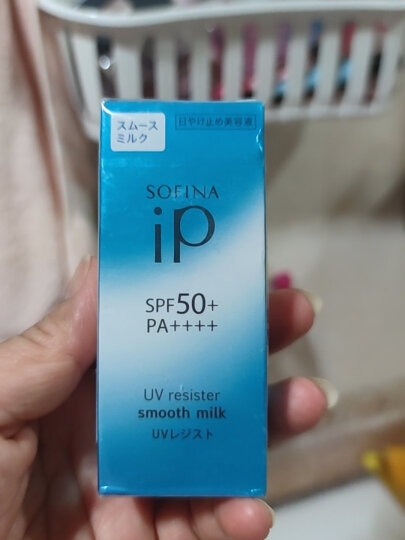 スムース
ミルク
日やけ止め美容液
SOFINA
iP
SPF50+
PA++++
UV resister
smooth milk
UVレジスト